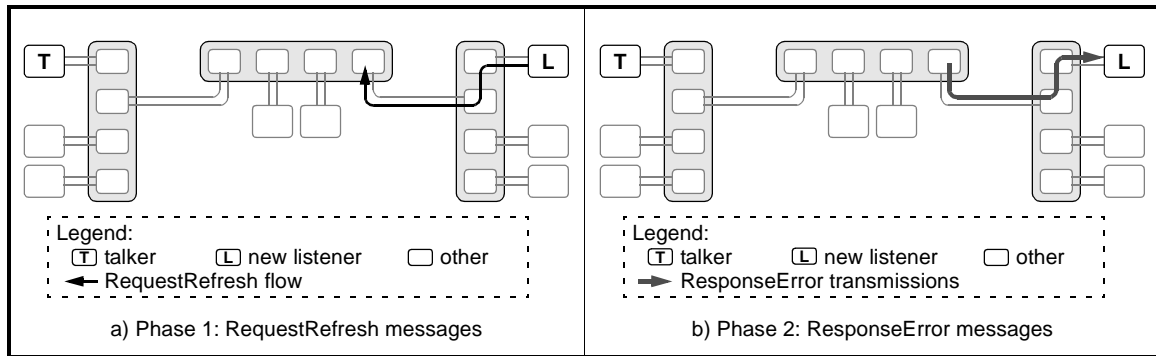 T
L
Legend:
T talker L new listener other
RequestRefresh flow
a) Phase 1: RequestRefresh messages
T
L
Legend:
T talker L new listener other
ResponseError transmissions
b) Phase 2: ResponseError messages